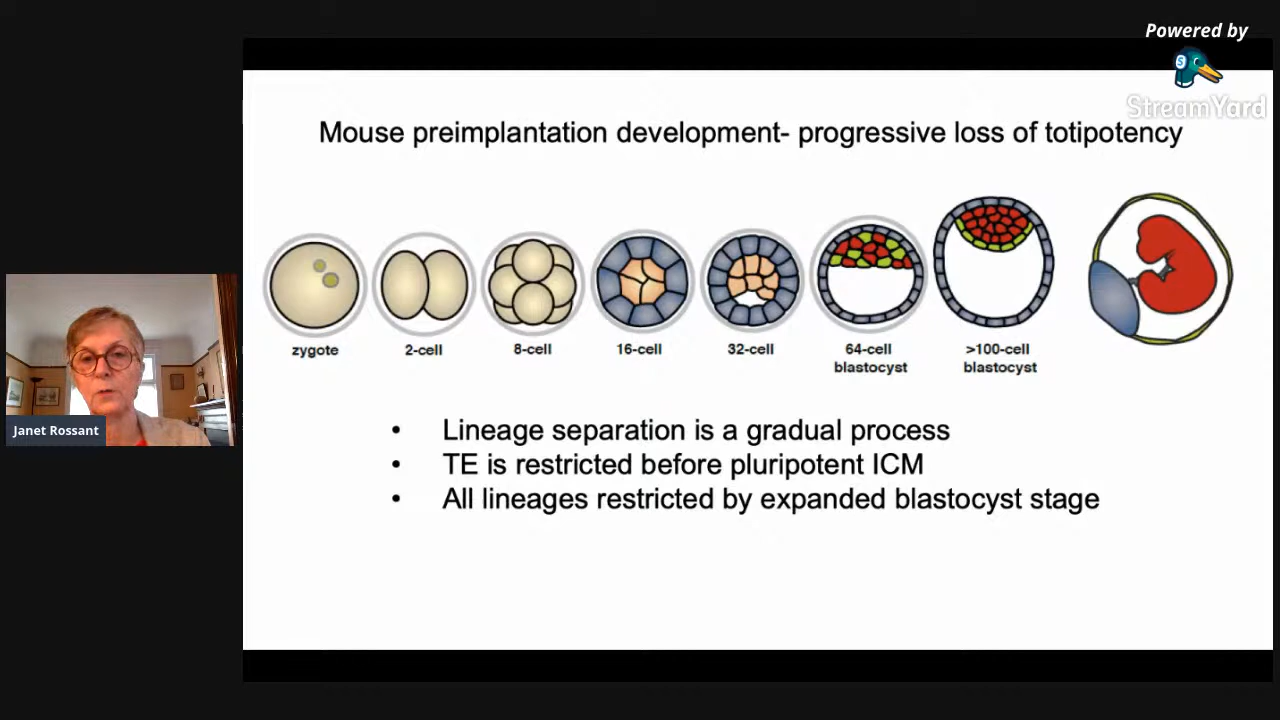 Powered by
S
StreamYard
Mouse preimplantation development- progressive loss of totipotency
zygote
2-cell
8-cell
16-cell
32-cell
64-cell
blastocyst
>100-cell
blastocyst
Janet Rossant
• Lineage separation is a gradual process
• TE is restricted before pluripotent ICM
• All lineages restricted by expanded blastocyst stage